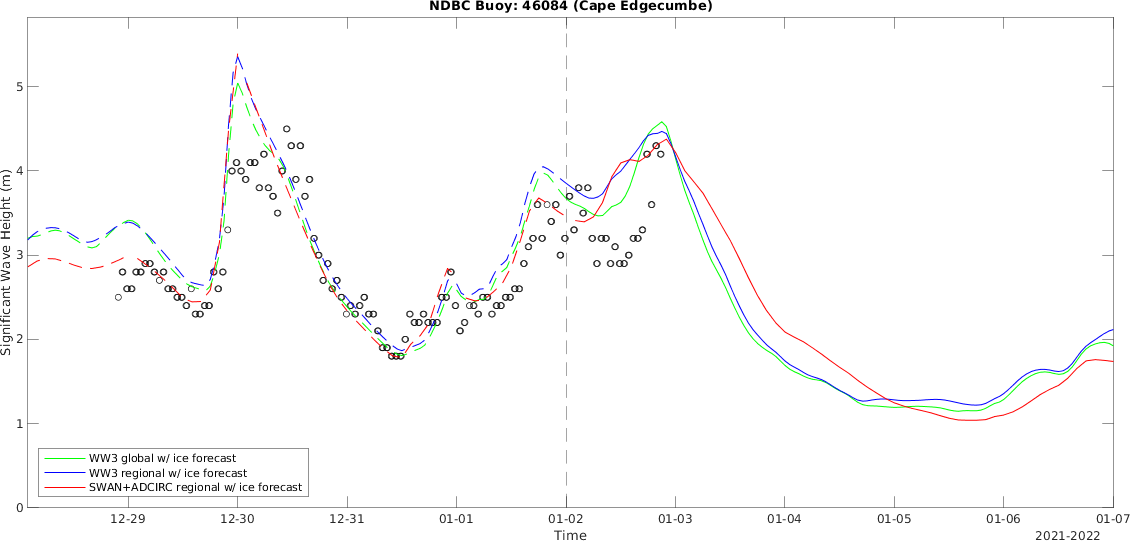 NDBC Buoy: 46084 (Cape Edgecumbe)
Significant Wave Height (m)
5
4
3
2
1
0
WW3 global w/ ice forecast
WW3 regional w/ ice forecast
SWAN+ADCIRC regional w/ ice forecast
12-29
12-30
12-31
01-01
01-02
01-03
01-04
01-05
01-06
01-07
Time
2021-2022